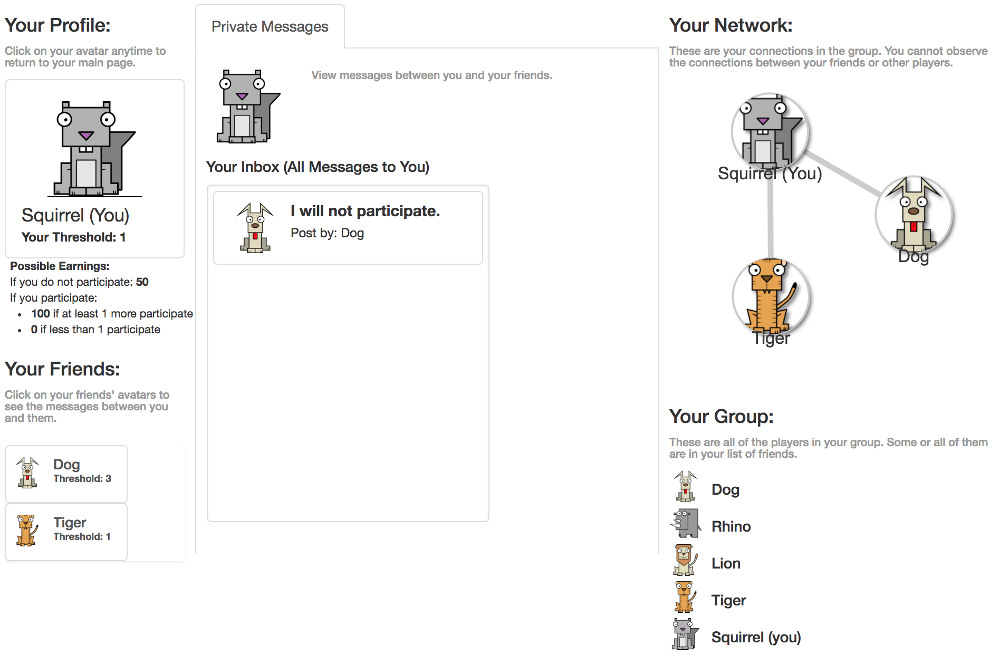 Your Profile:
Click on your avatar anytime to
return to your main page.
Squirrel (You)
Your Threshold: 1
Possible Earnings:
If you do not participate: 50
If you participate:
• 100 if at least 1 more participate
• 0 if less than 1 participate
Your Friends:
Click on your friends' avatars to
see the messages between you
and them.
Dog
Threshold: 3
Tiger
Threshold: 1
Private Messages
View messages between you and your friends.
Your Inbox (All Messages to You)
I will not participate.
Post by: Dog
Your Network:
These are your connections in the group. You cannot observe
the connections between your friends or other players.
Squirrel (You)
Dog
Tiger
Your Group:
These are all of the players in your group. Some or all of them
are in your list of friends.
Dog
Rhino
Lion
Tiger
Squirrel (you)